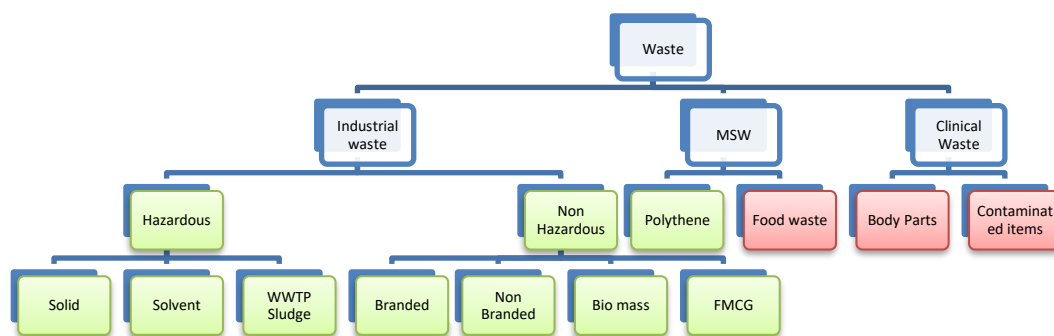 Waste
Industrial
waste
MSW
Clinical
Waste
Hazardous
Non
Hazardous
Polythene
Food waste
Body Parts
Contaminat
ed items
Solid
Solvent
WWTP
Sludge
Branded
Non
Branded
Bio mass
FMCG